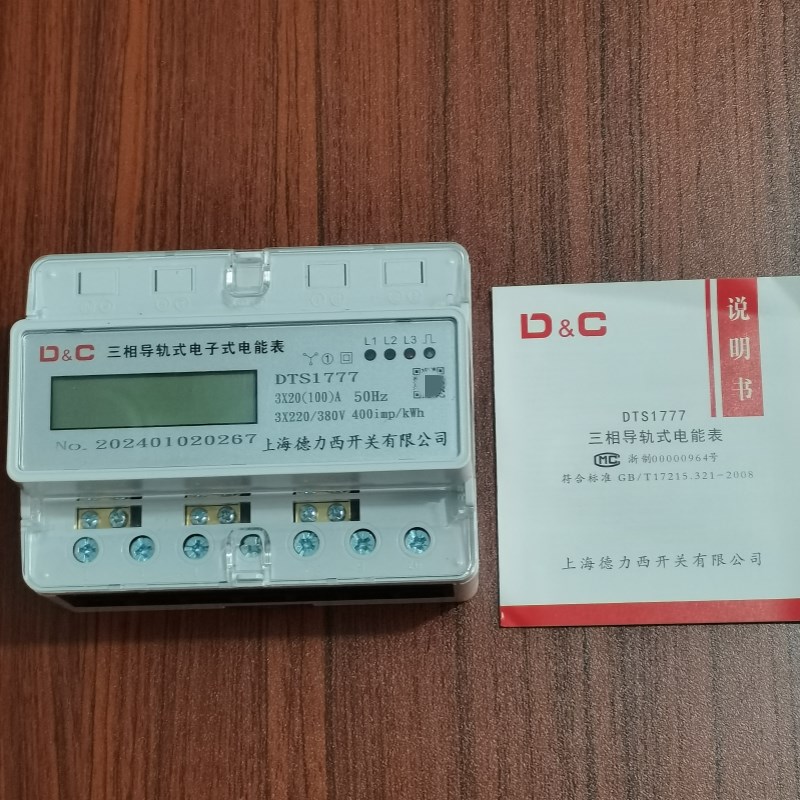 D&C 三相导轨式电子式电能表
L1 L2 L3
①
DTS1777
3X20(100)A 50Hz
3X220/380V 400imp/kWh
No. 202401020267 上海德力西开关有限公司
D&C
说明书
DTS1777
三相导轨式电能表
MC 浙制00000964号
符合标准 GB/T17215.321-2008
上海德力西开关有限公司